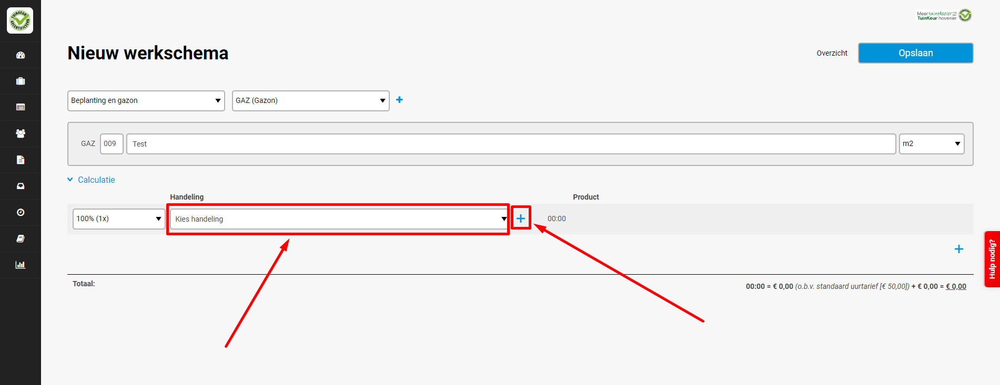 TUINKEUR
GECERTIFICEERD
Meer tuinplezier
TuinKeur-hovenier
Nieuw werkschema
Overzicht
Opslaan
Beplanting en gazon
GAZ (Gazon)
GAZ
009
Test
m2
Calculatie
Handeling
Product
100% (1x)
Kies handeling
00:00
Hulp nodig?
Totaal:
00:00 = € 0,00 (o.b.v. standaard uurtarief [€ 50,00]) + € 0,00 = € 0,00